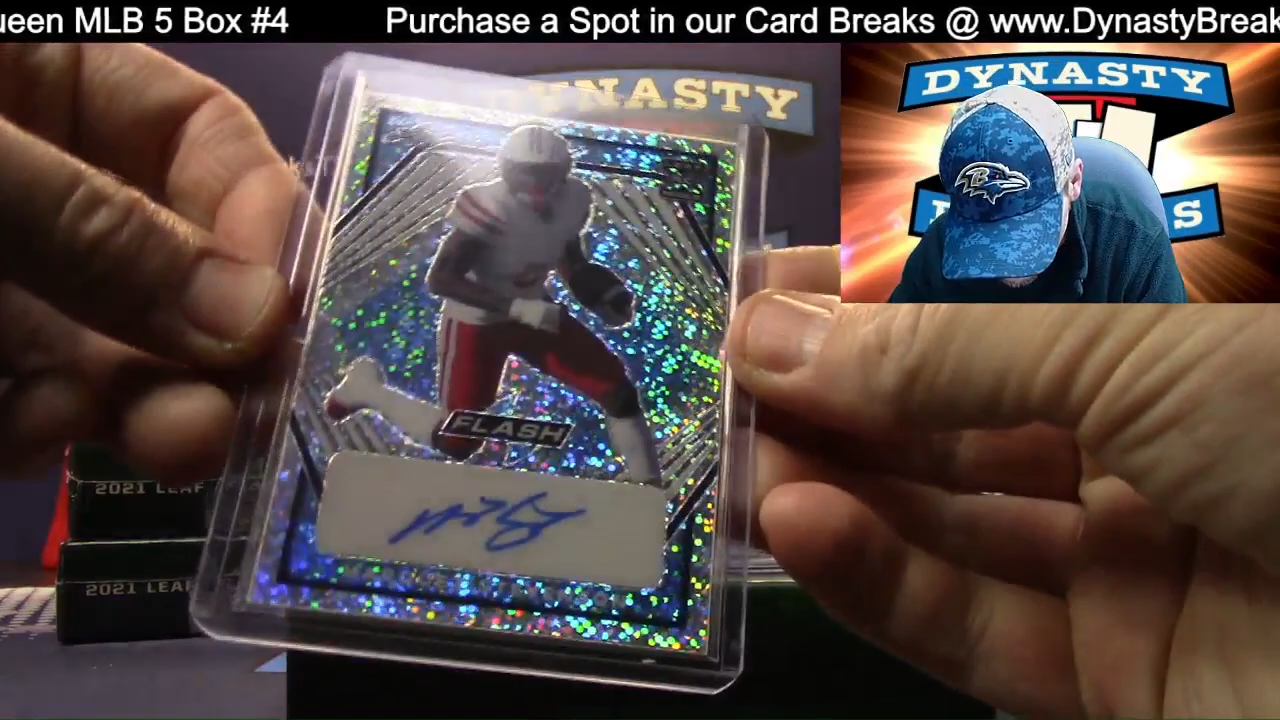 ueen MLB 5 Box #4 Purchase a Spot in our Card Breaks @ www.DynastyBreak
DYNASTY
NASTY
S
FLASH
2021 LEAF
2021 LEAF